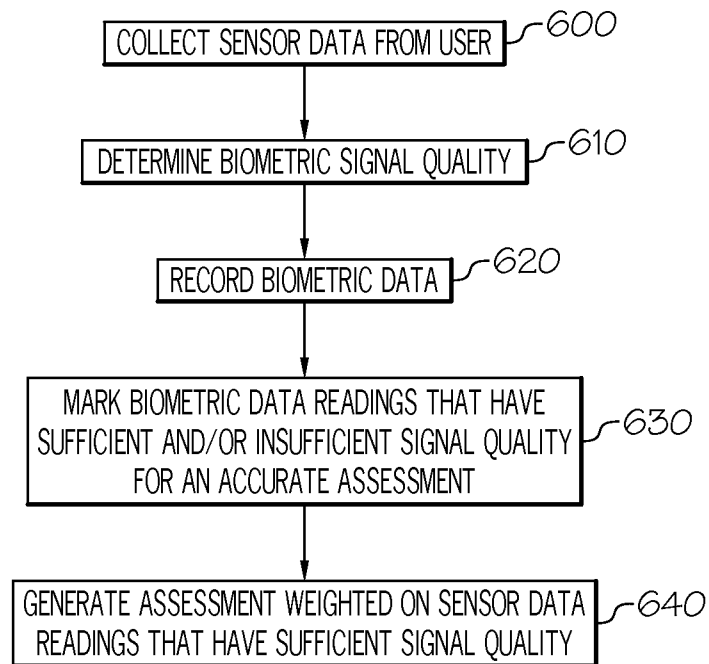 COLLECT SENSOR DATA FROM USER
600
DETERMINE BIOMETRIC SIGNAL QUALITY
610
RECORD BIOMETRIC DATA
620
MARK BIOMETRIC DATA READINGS THAT HAVE
SUFFICIENT AND/OR INSUFFICIENT SIGNAL QUALITY
FOR AN ACCURATE ASSESSMENT
630
GENERATE ASSESSMENT WEIGHTED ON SENSOR DATA
READINGS THAT HAVE SUFFICIENT SIGNAL QUALITY
640